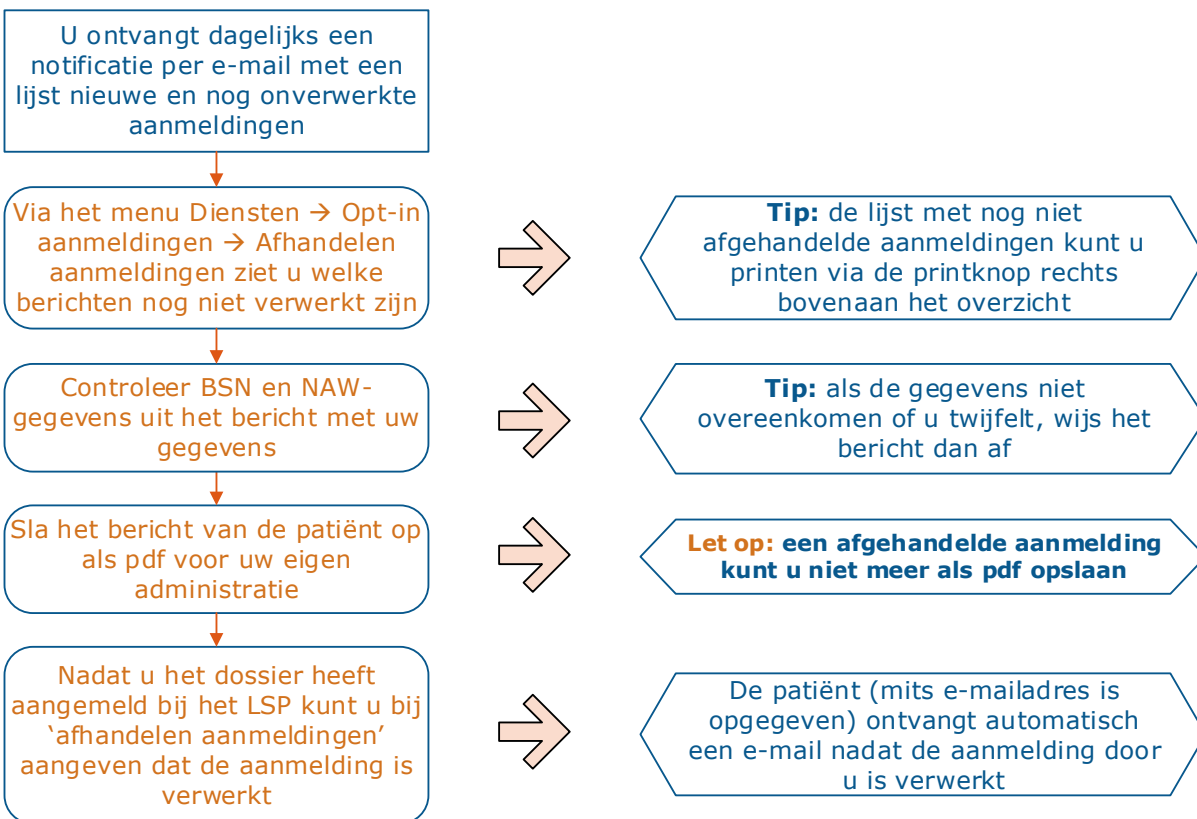 U ontvangt dagelijks een
notificatie per e-mail met een
lijst nieuwe en nog onverwerkte
aanmeldingen
Via het menu Diensten → Opt-in
aanmeldingen → Afhandelen
aanmeldingen ziet u welke
berichten nog niet verwerkt zijn
Tip: de lijst met nog niet
afgehandelde aanmeldingen kunt u
printen via de printknop rechts
bovenaan het overzicht
Controleer BSN en NAW-
gegevens uit het bericht met uw
gegevens
Tip: als de gegevens niet
overeenkomen of u twijfelt, wijs het
bericht dan af
Sla het bericht van de patiënt op
als pdf voor uw eigen
administratie
Let op: een afgehandelde aanmelding
kunt u niet meer als pdf opslaan
Nadat u het dossier heeft
aangemeld bij het LSP kunt u bij
‘afhandelen aanmeldingen’
aangeven dat de aanmelding is
verwerkt
De patiënt (mits e-mailadres is
opgegeven) ontvangt automatisch
een e-mail nadat de aanmelding door
u is verwerkt